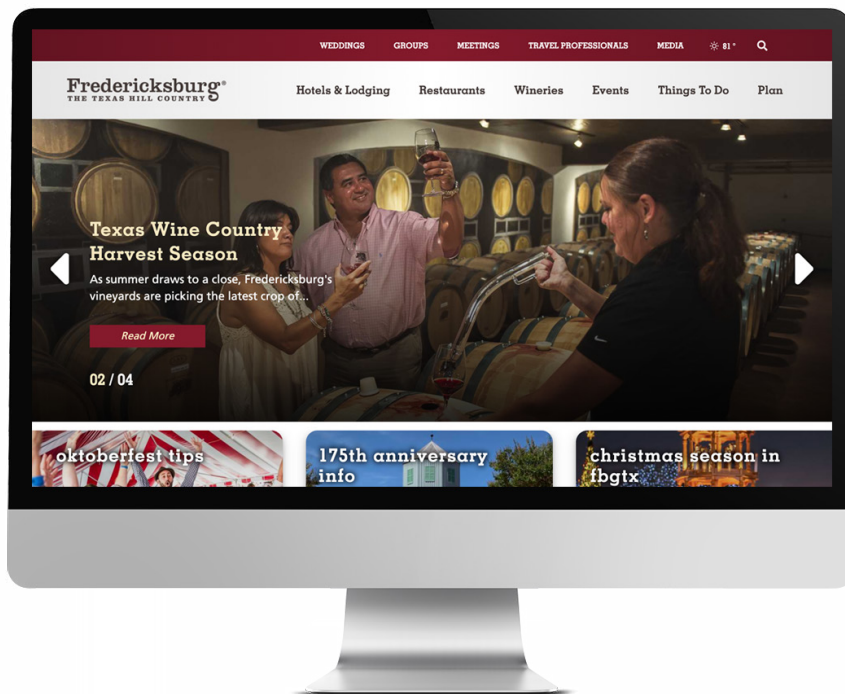 WEDDINGS GROUPS MEETINGS TRAVEL PROFESSIONALS MEDIA 81°
Fredericksburg®
THE TEXAS HILL COUNTRY
Hotels & Lodging Restaurants Wineries Events Things To Do Plan
Texas Wine Country
Harvest Season
As summer draws to a close, Fredericksburg's
vineyards are picking the latest crop of...
Read More
02 / 04
oktoberfest tips
175th anniversary
info
christmas season in
fbgtx